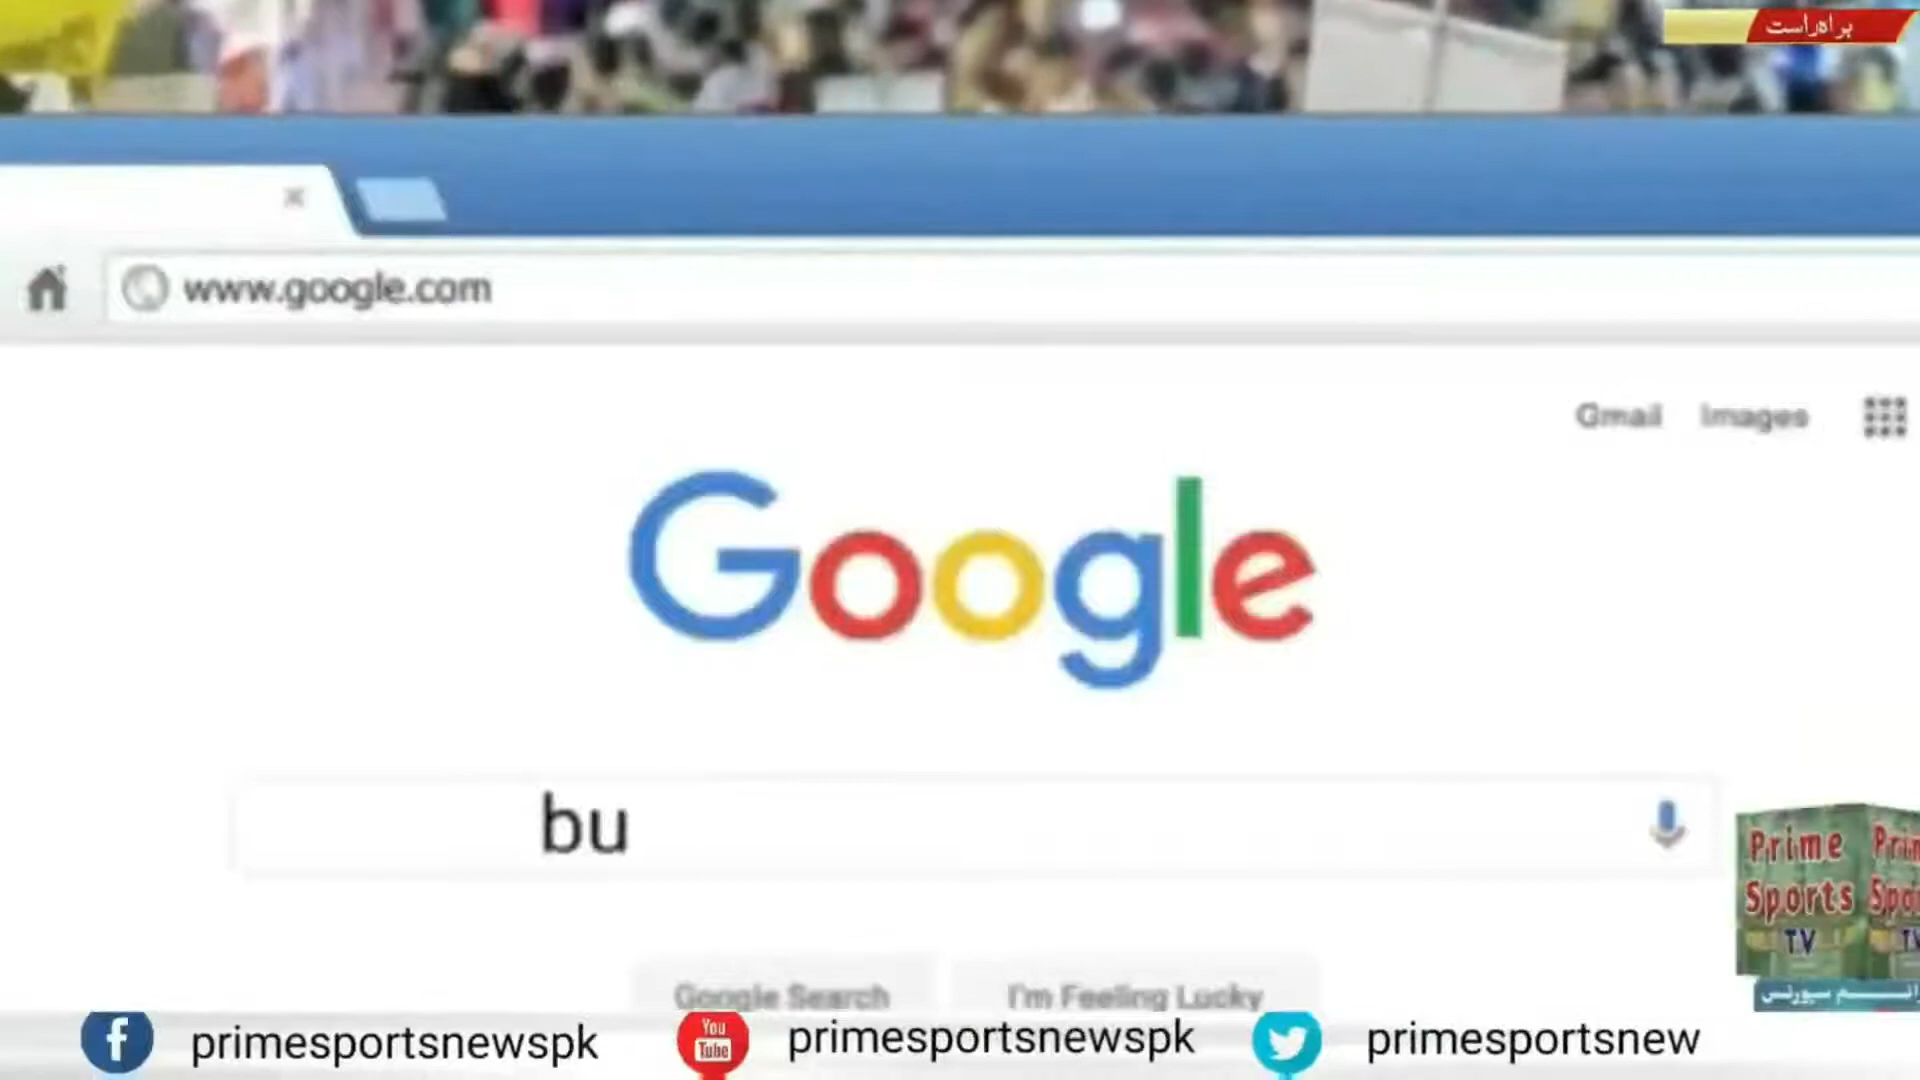 براہ راست
www.google.com
Gmail Images
Google
bu
Prime Sports TV
Google Search I'm Feeling Lucky
primesportsnewspk You Tube primesportsnewspk primesportsnew